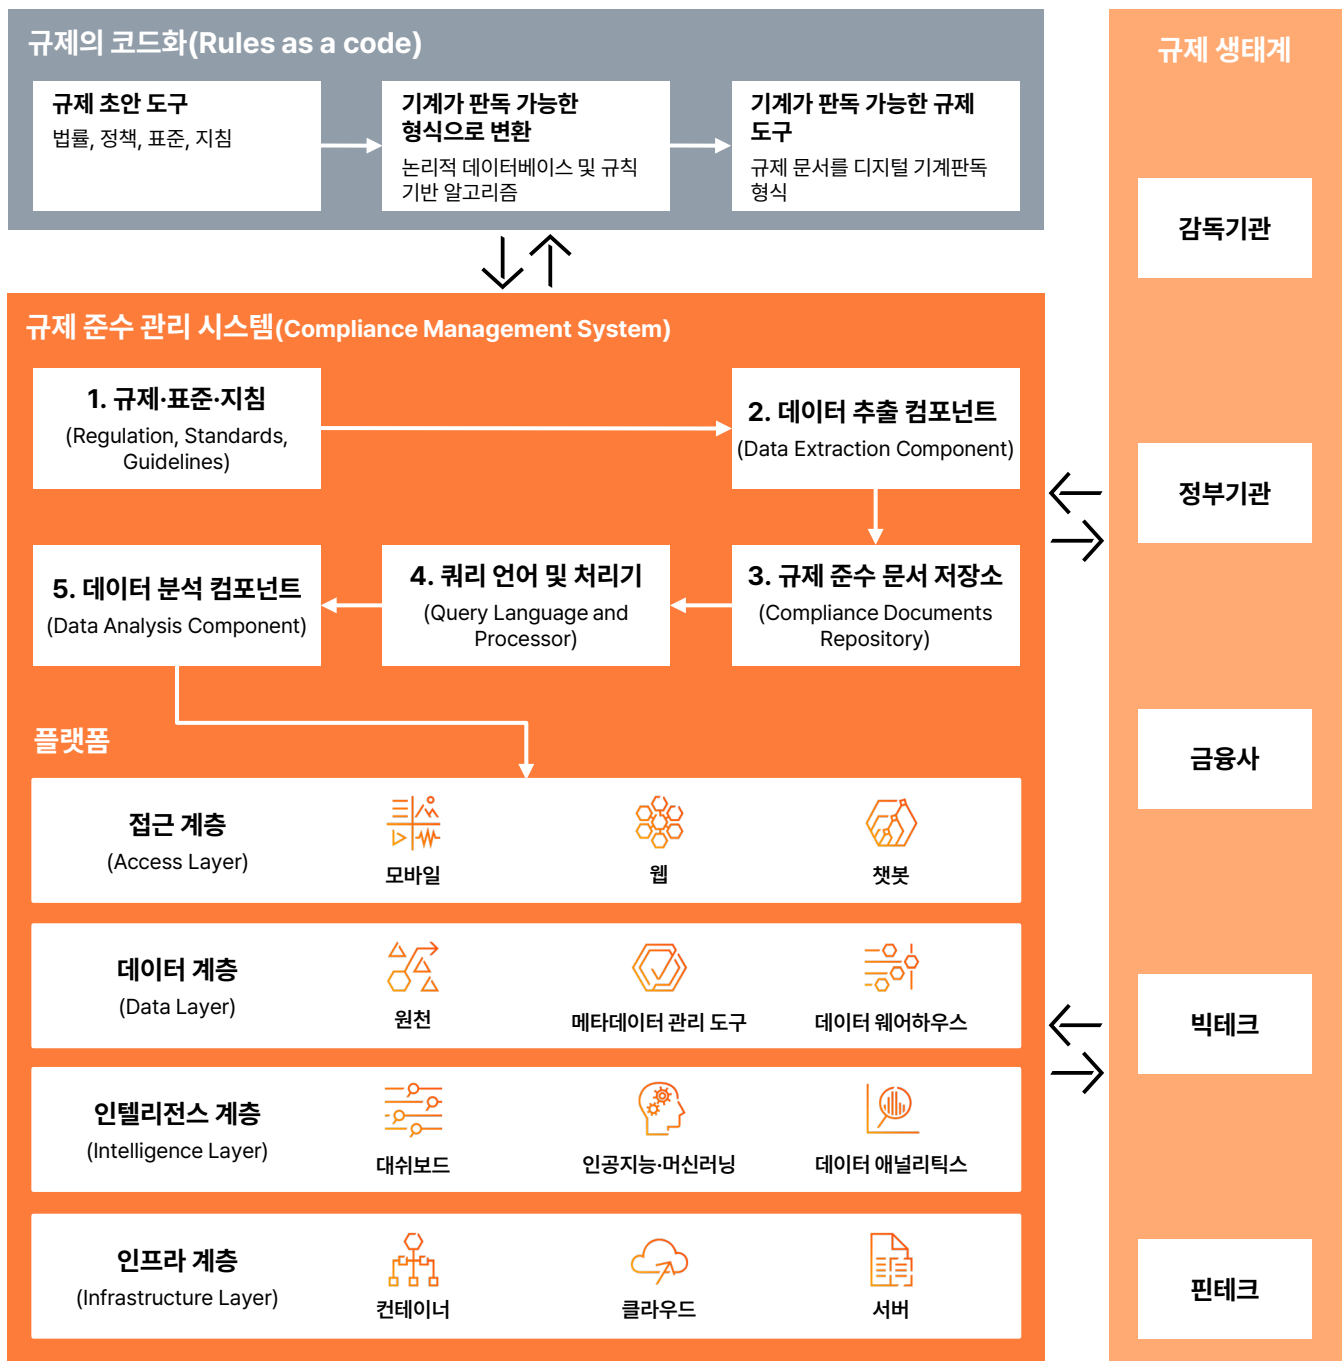 규제의 코드화(Rules as a code)
규제 초안 도구
법률, 정책, 표준, 지침
기계가 판독 가능한
형식으로 변환
논리적 데이터베이스 및 규칙
기반 알고리즘
기계가 판독 가능한 규제
도구
규제 문서를 디지털 기계판독
형식
규제 준수 관리 시스템(Compliance Management System)
1. 규제·표준·지침
(Regulation, Standards,
Guidelines)
2. 데이터 추출 컴포넌트
(Data Extraction Component)
3. 규제 준수 문서 저장소
(Compliance Documents
Repository)
4. 쿼리 언어 및 처리기
(Query Language and
Processor)
5. 데이터 분석 컴포넌트
(Data Analysis Component)
플랫폼
접근 계층
(Access Layer)
모바일
웹
챗봇
데이터 계층
(Data Layer)
원천
메타데이터 관리 도구
데이터 웨어하우스
인텔리전스 계층
(Intelligence Layer)
대쉬보드
인공지능·머신러닝
데이터 애널리틱스
인프라 계층
(Infrastructure Layer)
컨테이너
클라우드
서버
규제 생태계
감독기관
정부기관
금융사
빅테크
핀테크